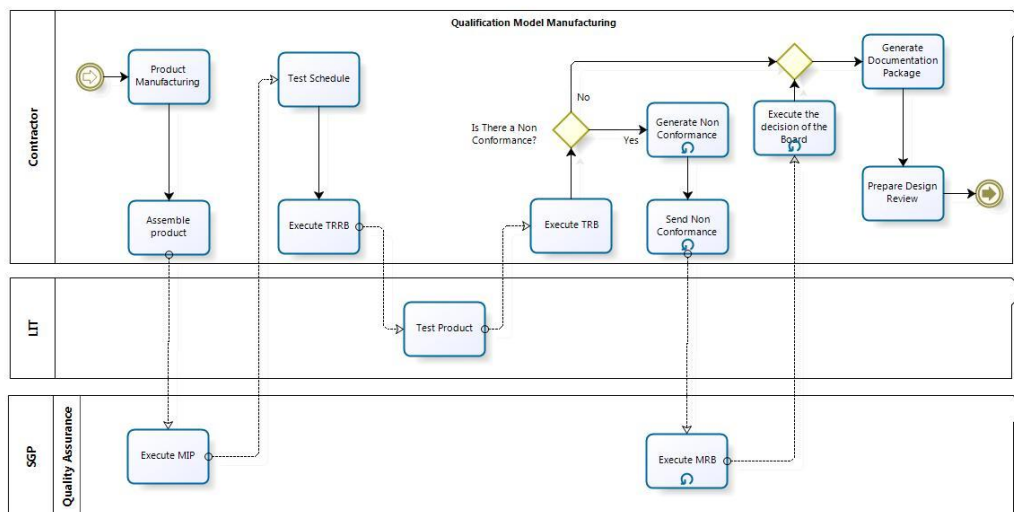 Qualification Model Manufacturing
Contractor
Product
Manufacturing
Test Schedule
Generate
Documentation
Package
No
Is There a Non
Conformance?
Yes
Generate Non
Conformance
Execute the
decision of the
Board
Assemble
product
Execute TRRB
Execute TRB
Send Non
Conformance
Prepare Design
Review
LIT
Test Product
SGP
Quality Assurance
Execute MIP
Execute MRB